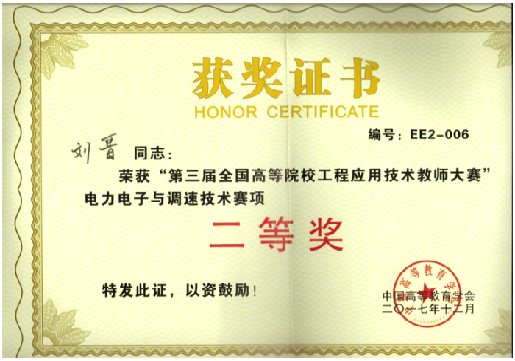 获奖证书
HONOR CERTIFICATE
编号：EE2-006
刘晋 同志：
荣获“第三届全国高等院校工程应用技术教师大赛”
电力电子与调速技术赛项
二等奖
特发此证，以资鼓励！
中国高等教育学会
二〇一七年十二月